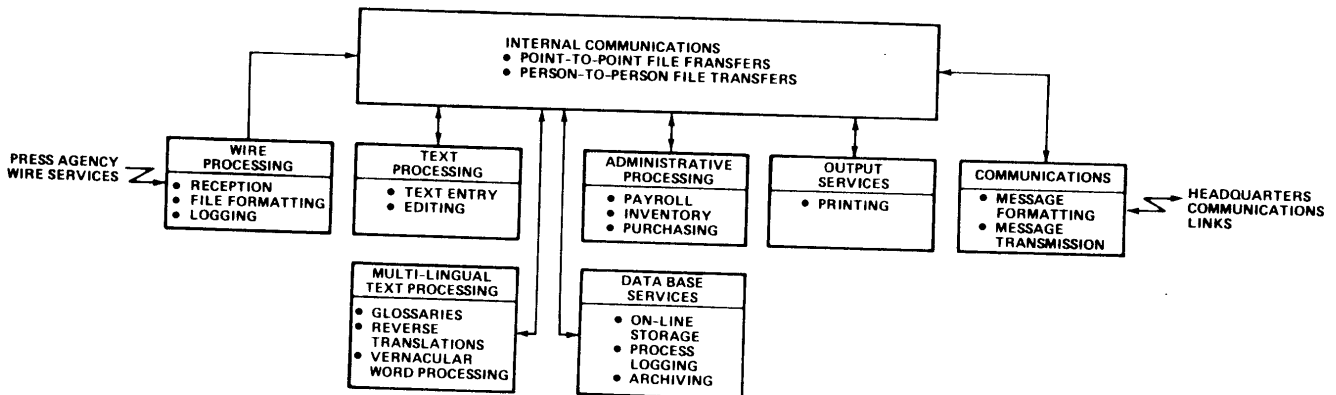 INTERNAL COMMUNICATIONS
● POINT-TO-POINT FILE FRANSFERS
● PERSON-TO-PERSON FILE TRANSFERS
PRESS AGENCY
WIRE SERVICES
WIRE
PROCESSING
● RECEPTION
● FILE FORMATTING
● LOGGING
TEXT
PROCESSING
● TEXT ENTRY
● EDITING
ADMINISTRATIVE
PROCESSING
● PAYROLL
● INVENTORY
● PURCHASING
OUTPUT
SERVICES
● PRINTING
COMMUNICATIONS
● MESSAGE
FORMATTING
● MESSAGE
TRANSMISSION
HEADQUARTERS
COMMUNICATIONS
LINKS
MULTI-LINGUAL
TEXT PROCESSING
● GLOSSARIES
● REVERSE
TRANSLATIONS
● VERNACULAR
WORD PROCESSING
DATA BASE
SERVICES
● ON-LINE
STORAGE
● PROCESS
LOGGING
● ARCHIVING